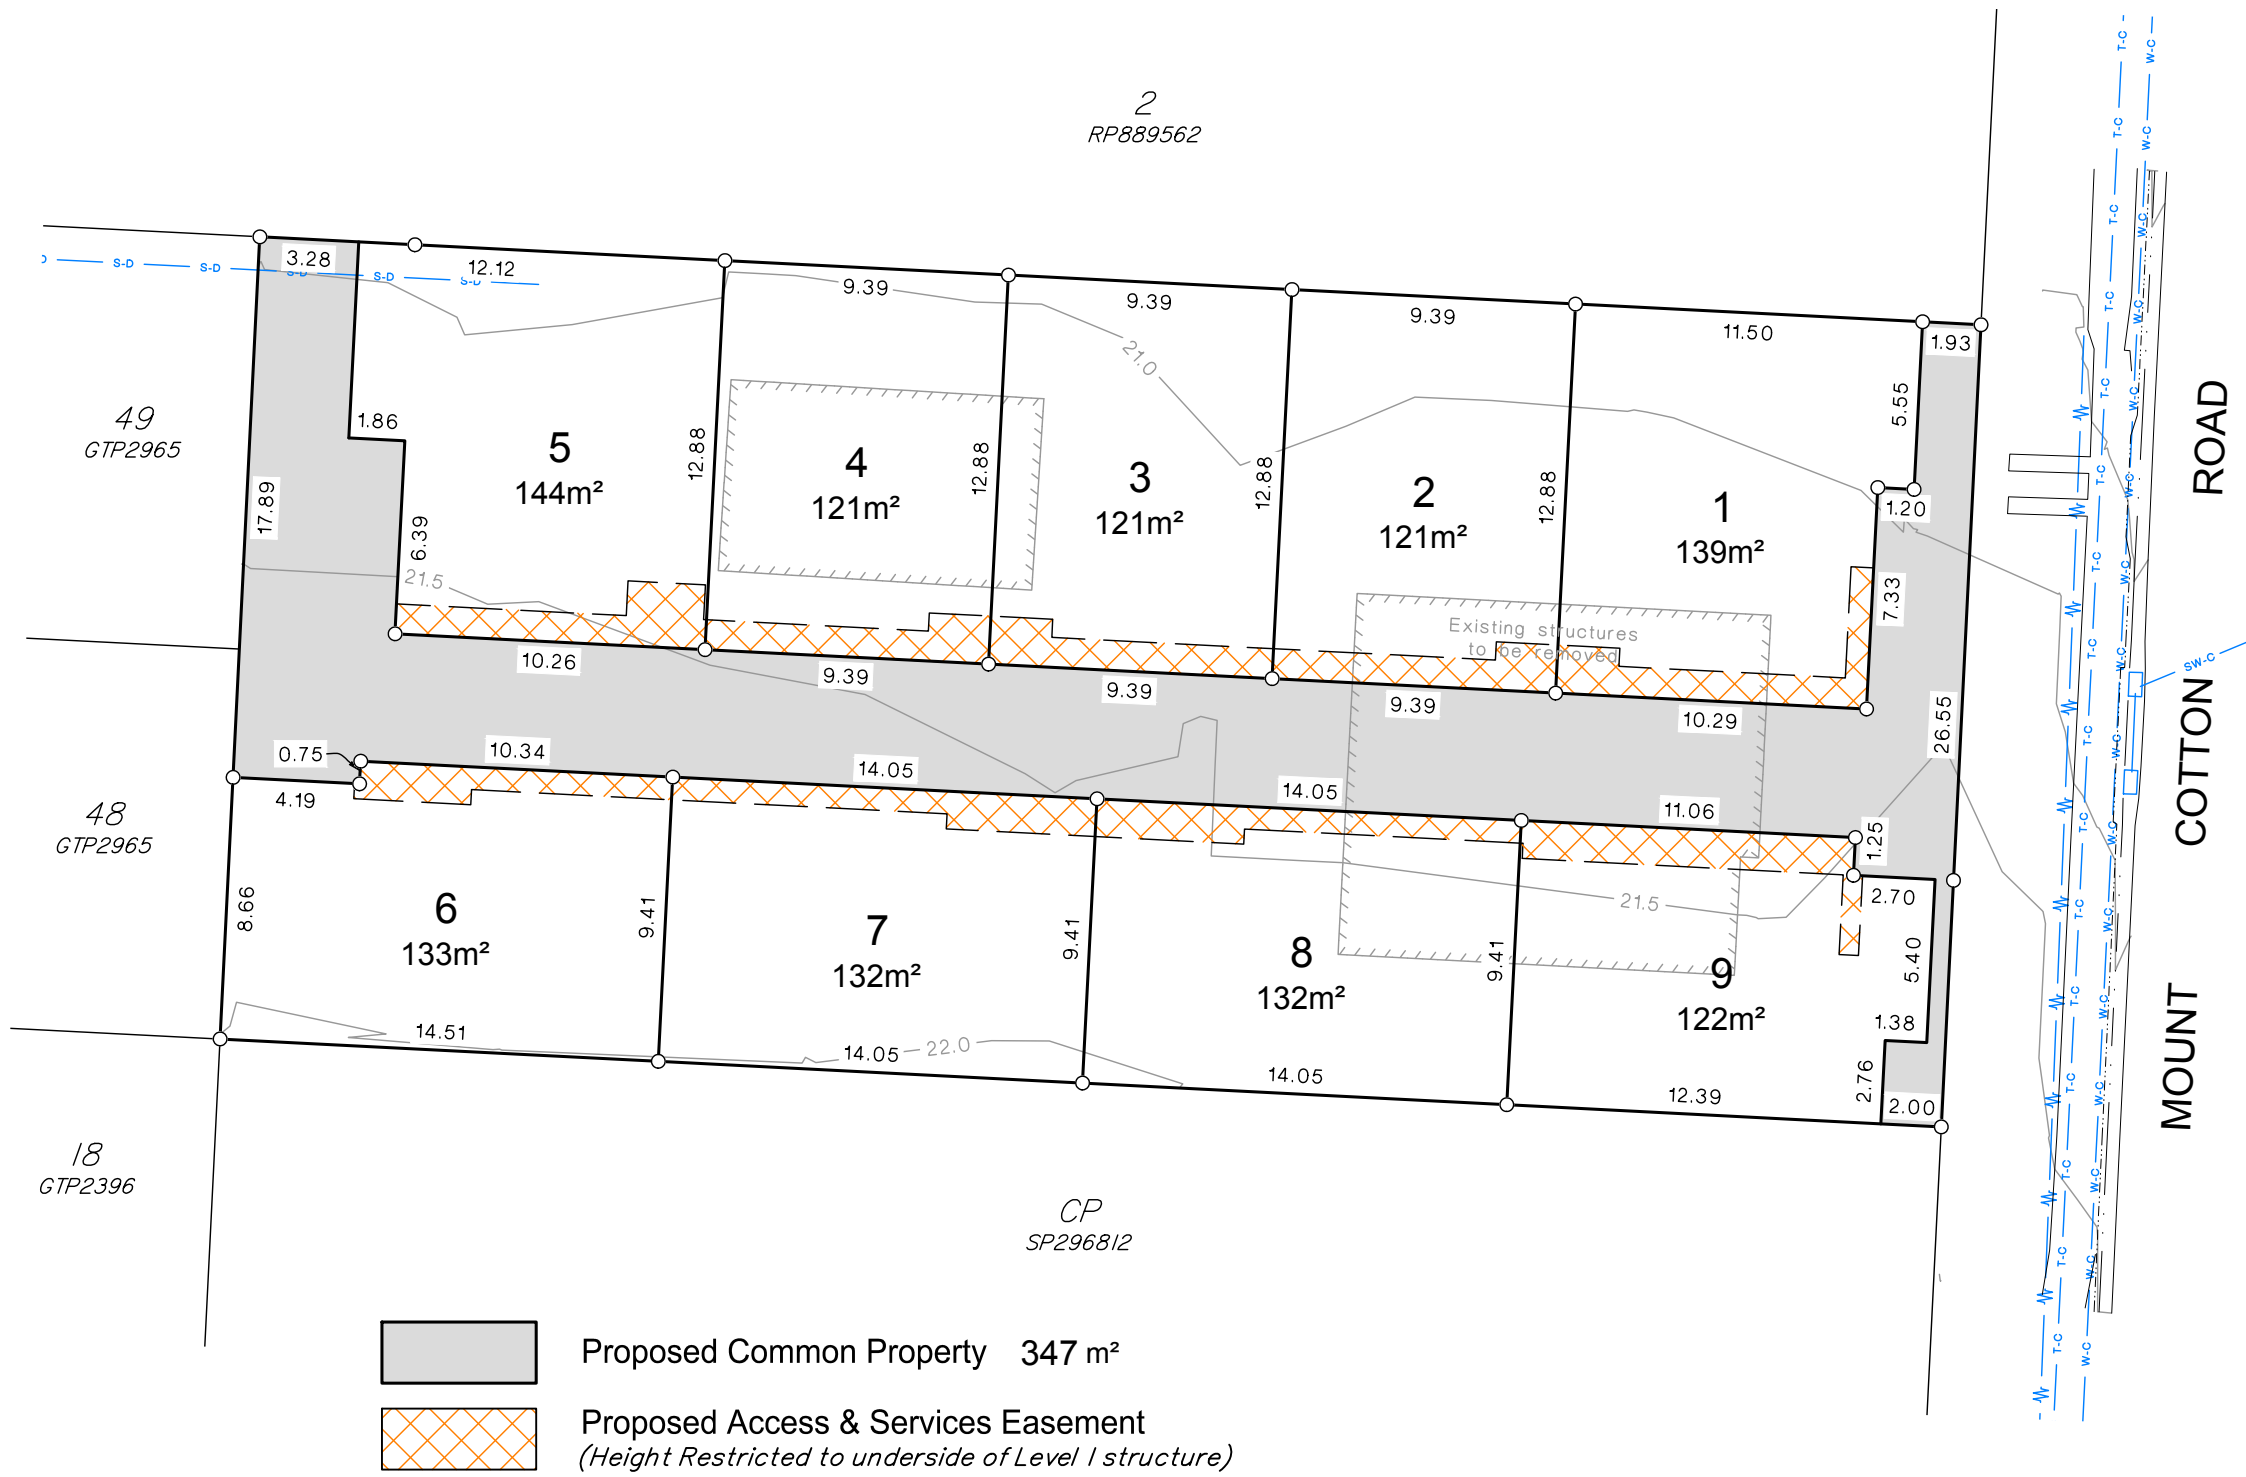 2
RP889562
3.28
12.12
9.39
9.39
9.39
11.50
1.93
S-D
S-D
S-D
S-D
S-D
21.0
49
GTP2965
1.86
5
144m²
12.88
4
121m²
12.88
3
121m²
12.88
2
121m²
12.88
1
139m²
5.55
1.20
7.33
17.89
6.39
21.5
Existing structures
to be removed
10.26
9.39
9.39
9.39
10.29
26.55
0.75
10.34
14.05
14.05
11.06
1.25
4.19
48
GTP2965
8.66
6
133m²
9.41
7
132m²
9.41
8
132m²
9.41
21.5
9
122m²
2.70
5.40
1.38
2.76
2.00
14.51
14.05
22.0
14.05
12.39
18
GTP2396
CP
SP296812
MOUNT COTTON ROAD
T-C
W-C
SW-C
Proposed Common Property 347 m²
Proposed Access & Services Easement
(Height Restricted to underside of Level 1 structure)